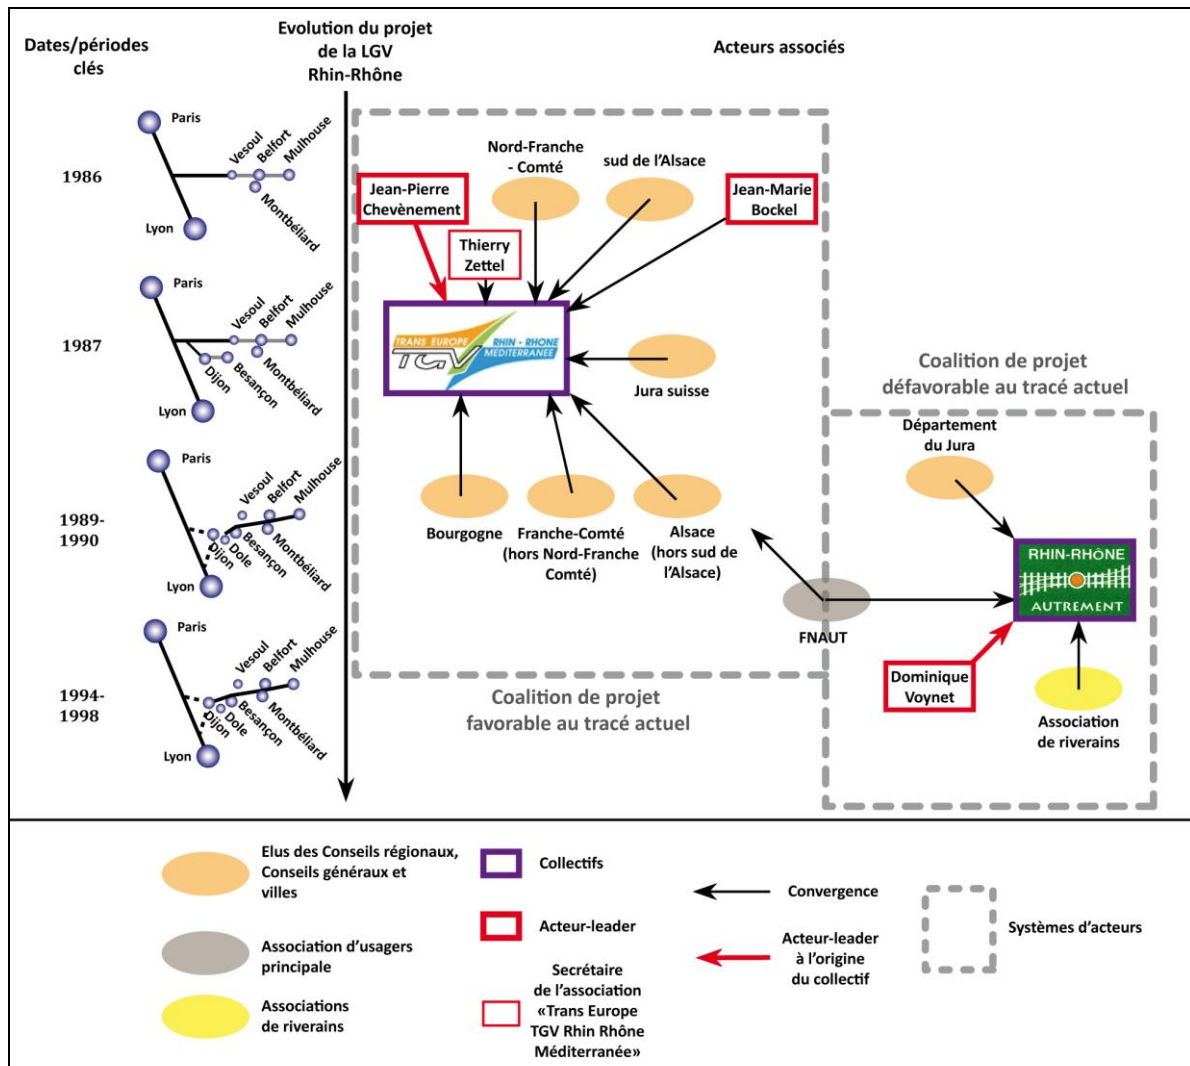 Dates/périodes
clés
Evolution du projet
de la LGV
Rhin-Rhône
Acteurs associés
1986
Paris
Vesoul
Belfort
Mulhouse
Montbéliard
Lyon
1987
Paris
Vesoul
Belfort
Mulhouse
Dijon
Besançon
Montbéliard
Lyon
1989-
1990
Paris
Vesoul
Belfort
Mulhouse
Dijon
Dole
Besançon
Montbéliard
Lyon
1994-
1998
Paris
Vesoul
Belfort
Mulhouse
Dijon
Dole
Besançon
Montbéliard
Lyon
Nord-Franche
- Comté
sud de l'Alsace
Jean-Pierre
Chevènement
Thierry
Zettel
Jean-Marie
Bockel
TRANS EUROPE
TGV
RHIN - RHONE
MEDITERRANEE
Jura suisse
Bourgogne
Franche-Comté
(hors Nord-Franche
Comté)
Alsace
(hors sud de
l'Alsace)
Coalition de projet
favorable au tracé actuel
Coalition de projet
défavorable au tracé actuel
Département
du Jura
RHIN-RHÔNE
AUTREMENT
FNAUT
Dominique
Voynet
Association
de riverains
Elus des Conseils régionaux,
Conseils généraux et
villes
Association d'usagers
principale
Associations
de riverains
Collectifs
Acteur-leader
Secrétaire
de l'association
«Trans Europe
TGV Rhin Rhône
Méditerranée»
Convergence
Acteur-leader
à l'origine
du collectif
Systèmes d'acteurs